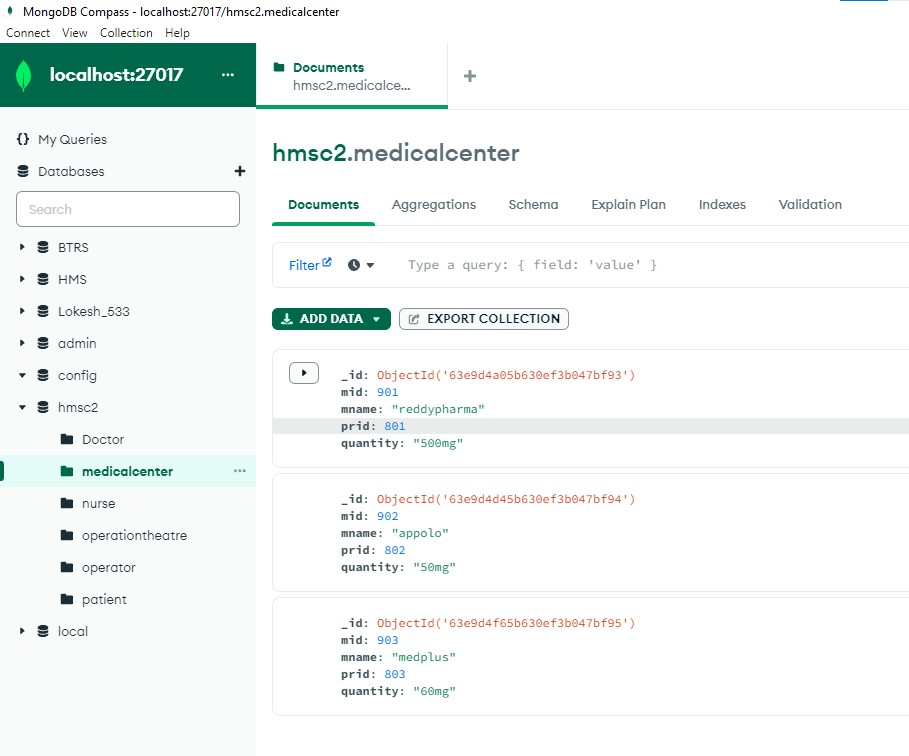 MongoDB Compass - localhost:27017/hmsc2.medicalcenter
Connect View Collection Help
localhost:27017
...
{} My Queries
Databases
+
Search
BTRS
HMS
Lokesh_533
admin
config
hmsc2
Doctor
medicalcenter
...
nurse
operationtheatre
operator
patient
local
Documents
hmsc2.medicalce...
+
hmsc2.medicalcenter
Documents Aggregations Schema Explain Plan Indexes Validation
Filter Type a query: { field: 'value' }
ADD DATA EXPORT COLLECTION
_id: ObjectId('63e9d4a05b630ef3b047bf93')
mid: 901
mname: "reddypharma"
prid: 801
quantity: "500mg"
_id: ObjectId('63e9d4d45b630ef3b047bf94')
mid: 902
mname: "appolo"
prid: 802
quantity: "50mg"
_id: ObjectId('63e9d4f65b630ef3b047bf95')
mid: 903
mname: "medplus"
prid: 803
quantity: "60mg"